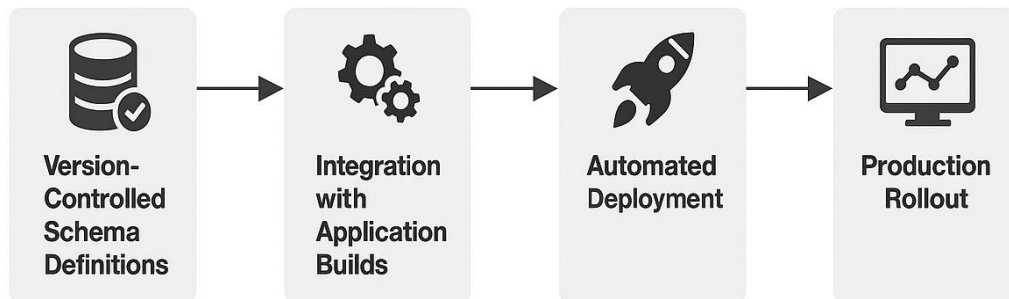 Version-
Controlled
Schema
Definitions
Integration
with
Application
Builds
Automated
Deployment
Production
Rollout